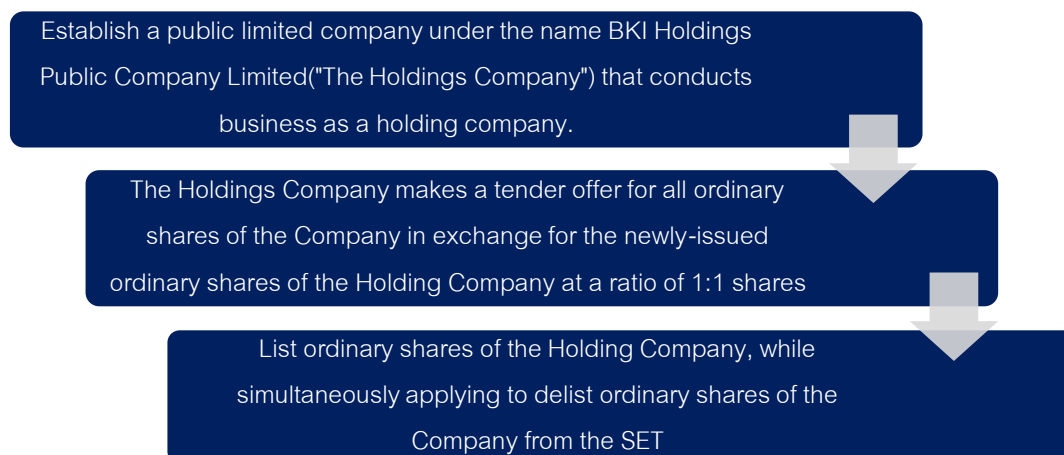 Establish a public limited company under the name BKI Holdings
Public Company Limited("The Holdings Company") that conducts
business as a holding company.
The Holdings Company makes a tender offer for all ordinary
shares of the Company in exchange for the newly-issued
ordinary shares of the Holding Company at a ratio of 1:1 shares
List ordinary shares of the Holding Company, while
simultaneously applying to delist ordinary shares of the
Company from the SET